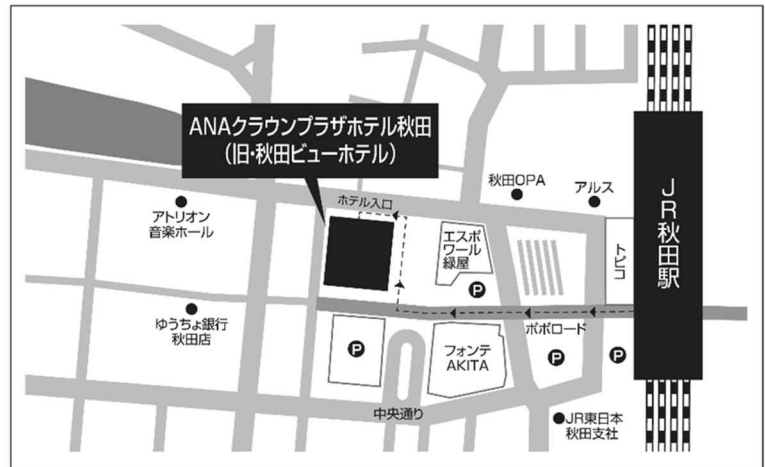 ANAクラウンプラザホテル秋田
(旧・秋田ビューホテル)
ホテル入口
秋田OPA
アルス
JR秋田駅
トピコ
アトリオン
音楽ホール
エスポ
ワール
緑屋
P
ゆうちょ銀行
秋田店
P
フォンテ
AKITA
ポポロード
P
P
中央通り
JR東日本
秋田支社